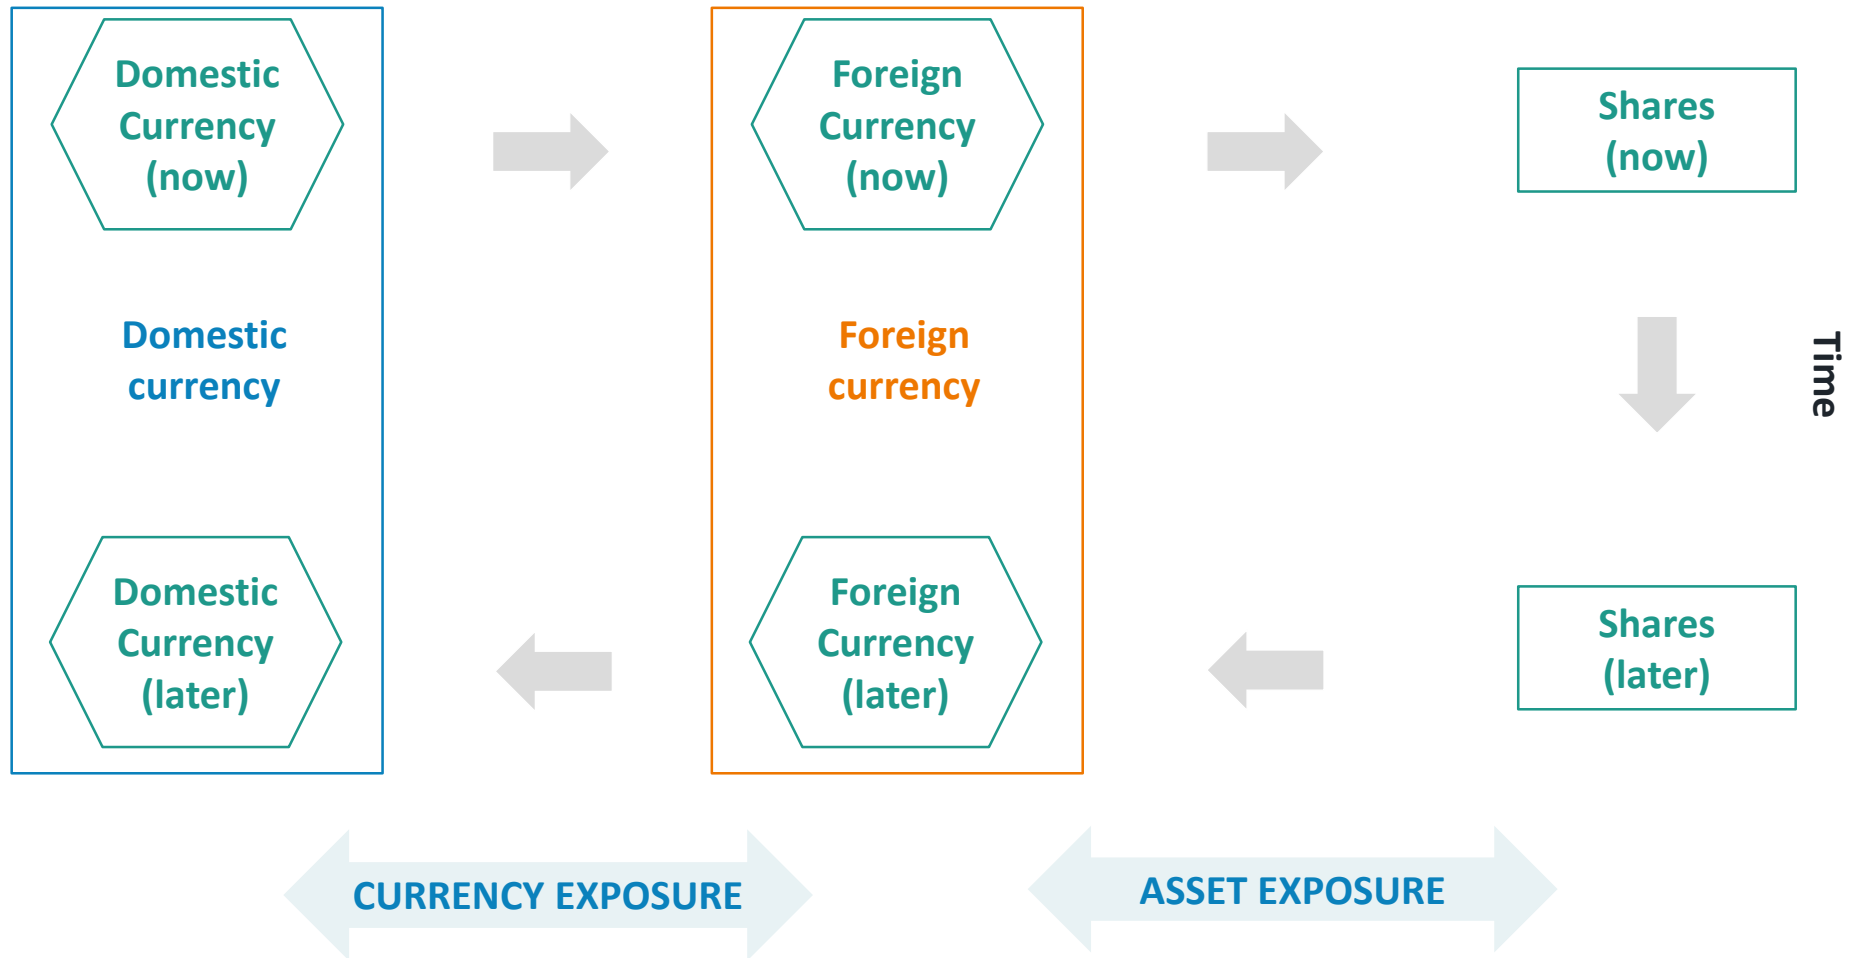 Domestic
Currency
(now)
Foreign
Currency
(now)
Shares
(now)
Domestic
currency
Foreign
currency
Time
Domestic
Currency
(later)
Foreign
Currency
(later)
Shares
(later)
CURRENCY EXPOSURE
ASSET EXPOSURE